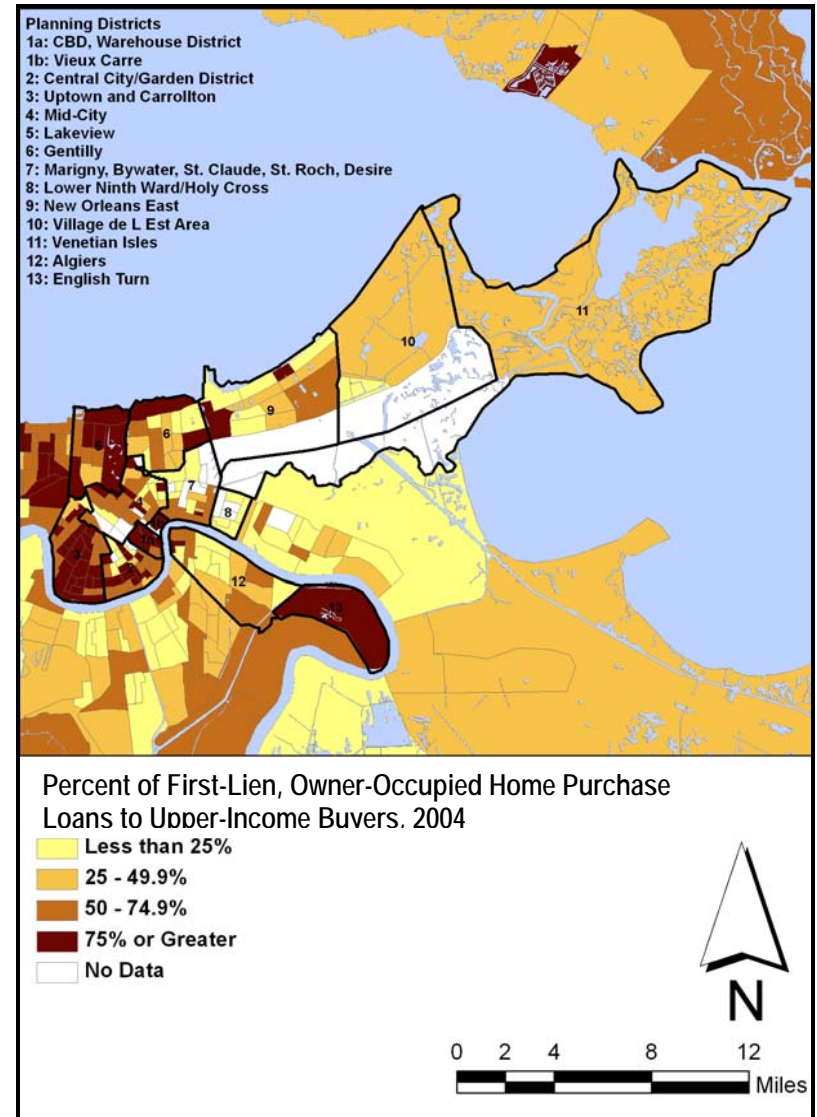 Planning Districts
1a: CBD, Warehouse District
1b: Vieux Carre
2: Central City/Garden District
3: Uptown and Carrollton
4: Mid-City
5: Lakeview
6: Gentilly
7: Marigny, Bywater, St. Claude, St. Roch, Desire
8: Lower Ninth Ward/Holy Cross
9: New Orleans East
10: Village de L Est Area
11: Venetian Isles
12: Algiers
13: English Turn
11
10
9
6
5
4
7
8
1b
1a
3
2
12
13
Percent of First-Lien, Owner-Occupied Home Purchase
Loans to Upper-Income Buyers, 2004
Less than 25%
25 - 49.9%
50 - 74.9%
75% or Greater
No Data
N
0 2 4 8 12
Miles